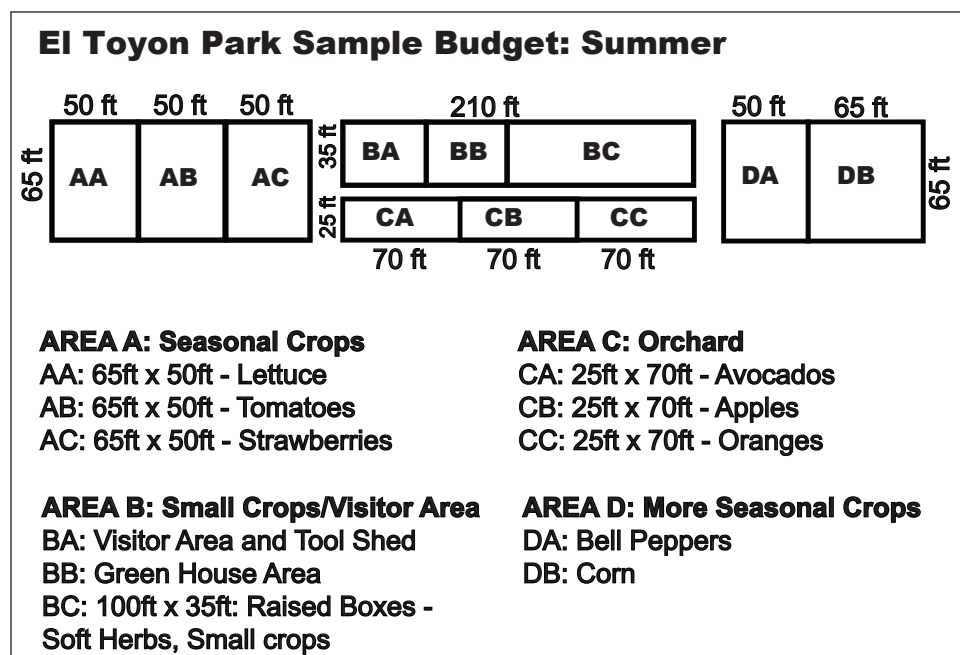 El Toyon Park Sample Budget: Summer
50 ft 50 ft 50 ft 210 ft 50 ft 65 ft
65 ft
AA AB AC
35 ft
BA BB BC
25 ft
CA CB CC
DA DB
65 ft
70 ft 70 ft 70 ft
AREA A: Seasonal Crops
AA: 65ft x 50ft - Lettuce
AB: 65ft x 50ft - Tomatoes
AC: 65ft x 50ft - Strawberries
AREA B: Small Crops/Visitor Area
BA: Visitor Area and Tool Shed
BB: Green House Area
BC: 100ft x 35ft: Raised Boxes -
Soft Herbs, Small crops
AREA C: Orchard
CA: 25ft x 70ft - Avocados
CB: 25ft x 70ft - Apples
CC: 25ft x 70ft - Oranges
AREA D: More Seasonal Crops
DA: Bell Peppers
DB: Corn